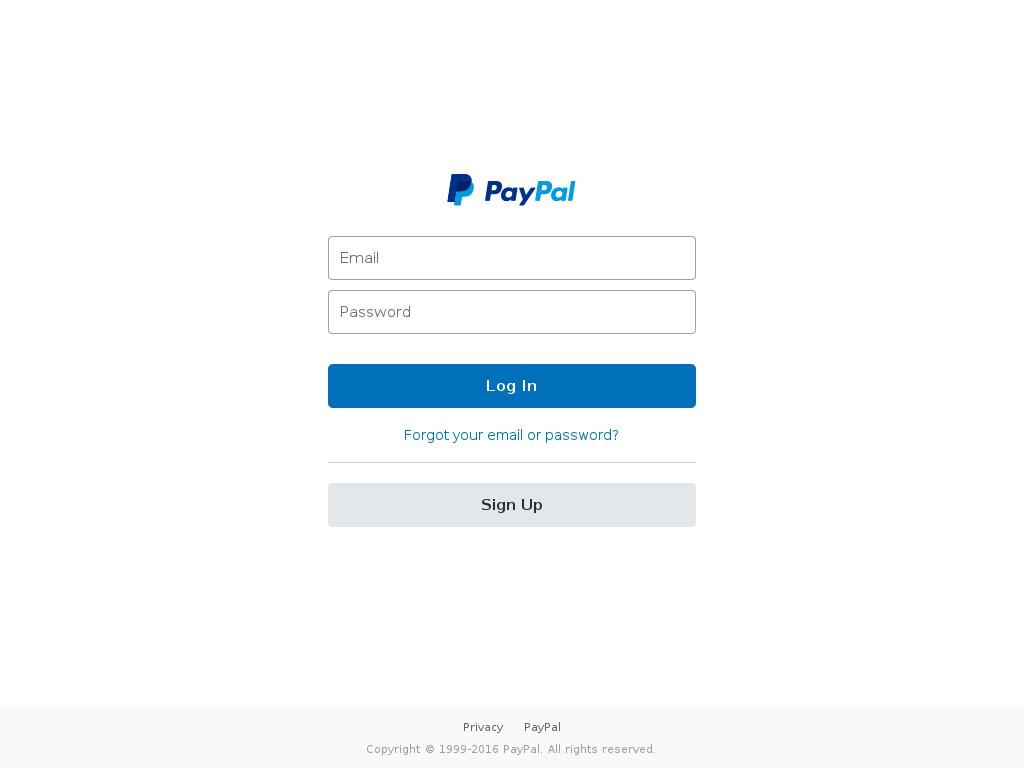 PayPal
Email
Password
Log In
Forgot your email or password?
Sign Up
Privacy PayPal
Copyright © 1999-2016 PayPal. All rights reserved.